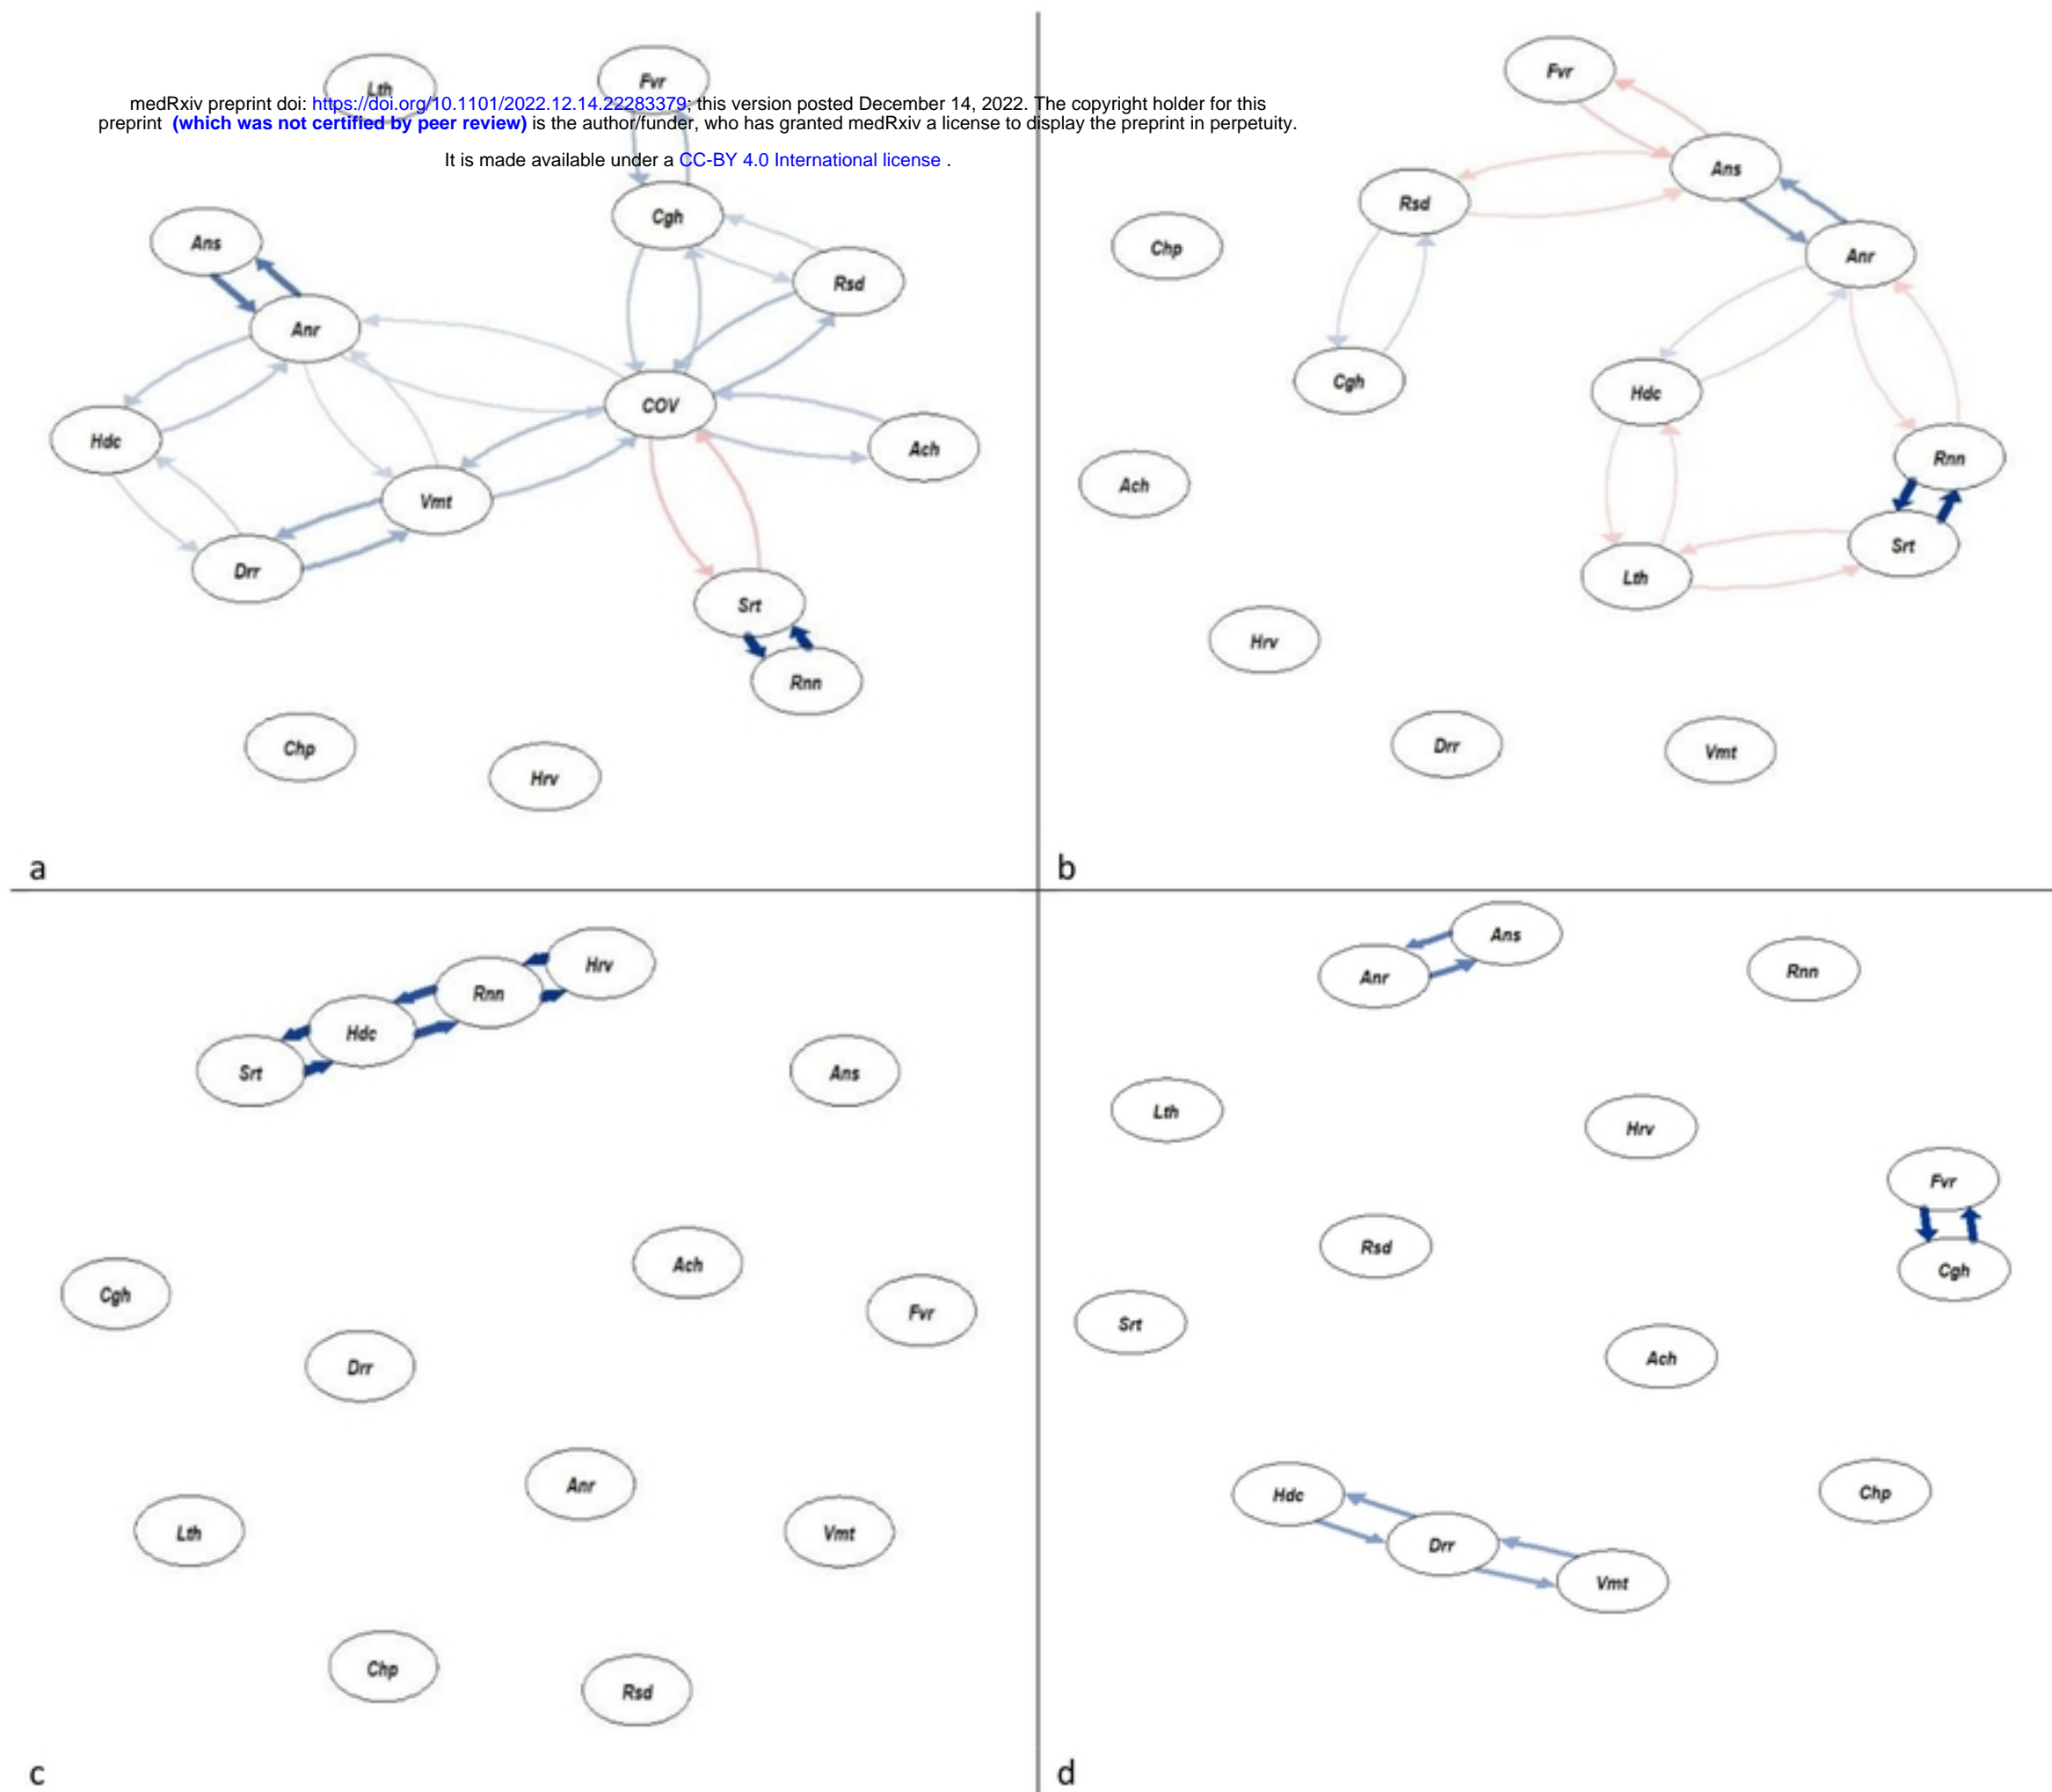 Lth
Fvr
medRxiv preprint doi: https://doi.org/10.1101/2022.12.14.22283379; this version posted December 14, 2022. The copyright holder for this
preprint (which was not certified by peer review) is the author/funder, who has granted medRxiv a license to display the preprint in perpetuity.
It is made available under a CC-BY 4.0 International license .
Cgh
Ans
Rsd
Anr
COV
Hdc
Ach
Vmt
Drr
Srt
Rnn
Chp
Hrv
a
Fvr
Ans
Rsd
Chp
Anr
Cgh
Hdc
Rnn
Ach
Srt
Lth
Hrv
Drr
Vmt
b
Hrv
Rnn
Hdc
Srt
Ans
Ach
Cgh
Fvr
Drr
Anr
Lth
Vmt
Chp
Rsd
c
Ans
Anr
Rnn
Lth
Hrv
Fvr
Rsd
Cgh
Srt
Ach
Hdc
Chp
Drr
Vmt
d